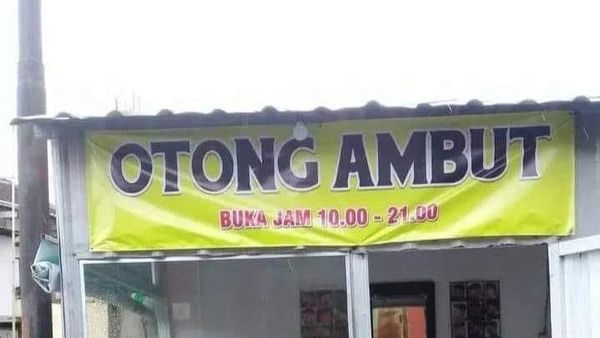 OTONG AMBUT
BUKA JAM 10.00 - 21.00